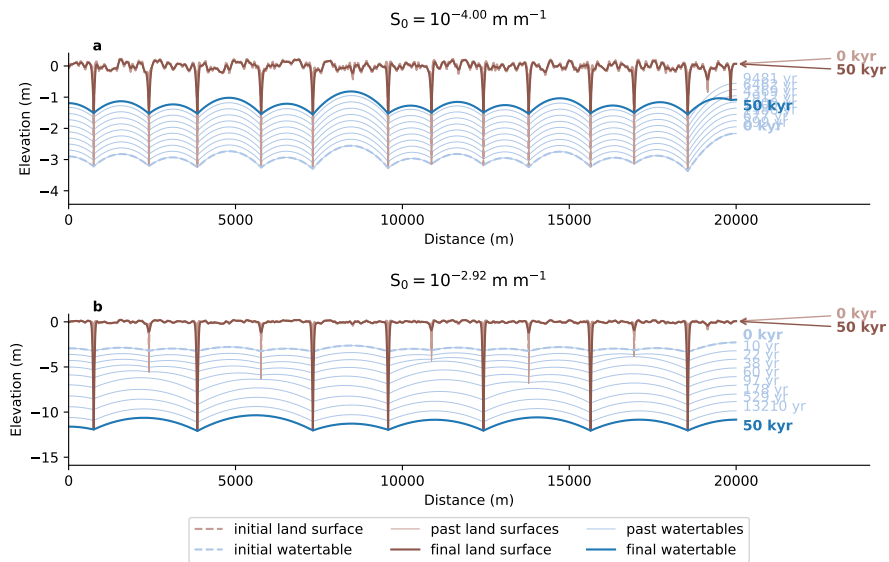 S₀ = 10⁻⁴·⁰⁰ m m⁻¹
a
0 kyr
50 kyr
9481 yr
50 kyr
0 kyr
Elevation (m)
0
−1
−2
−3
−4
0
5000
10000
15000
20000
Distance (m)
S₀ = 10⁻²·⁹² m m⁻¹
b
0 kyr
50 kyr
0 kyr
10 yr
22 yr
38 yr
60 yr
97 yr
178 yr
529 yr
13210 yr
50 kyr
Elevation (m)
0
−5
−10
−15
0
5000
10000
15000
20000
Distance (m)
initial land surface
past land surfaces
past watertables
initial watertable
final land surface
final watertable